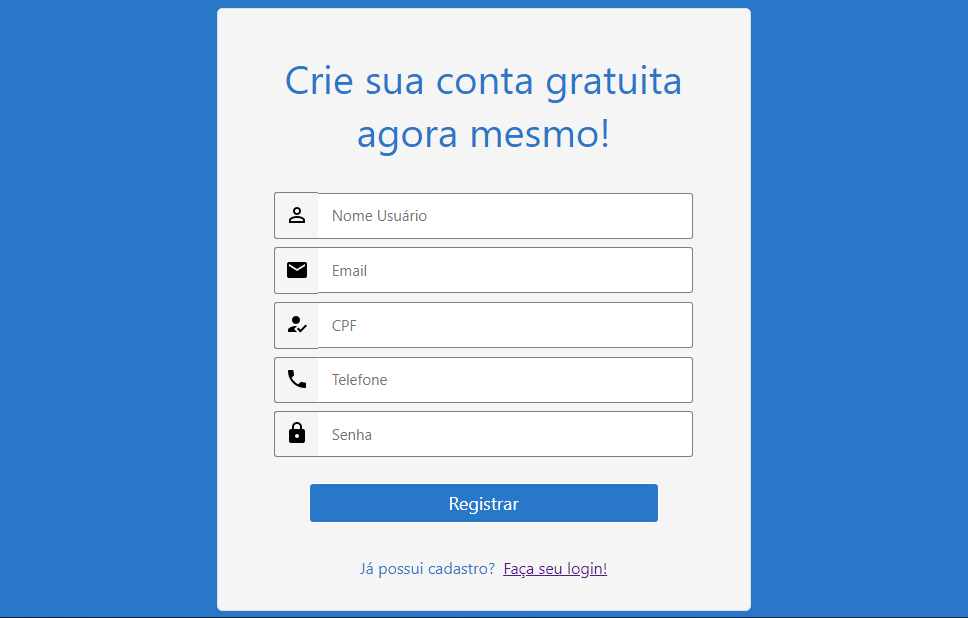 Crie sua conta gratuita
agora mesmo!
Nome Usuário
Email
CPF
Telefone
Senha
Registrar
Já possui cadastro? Faça seu login!